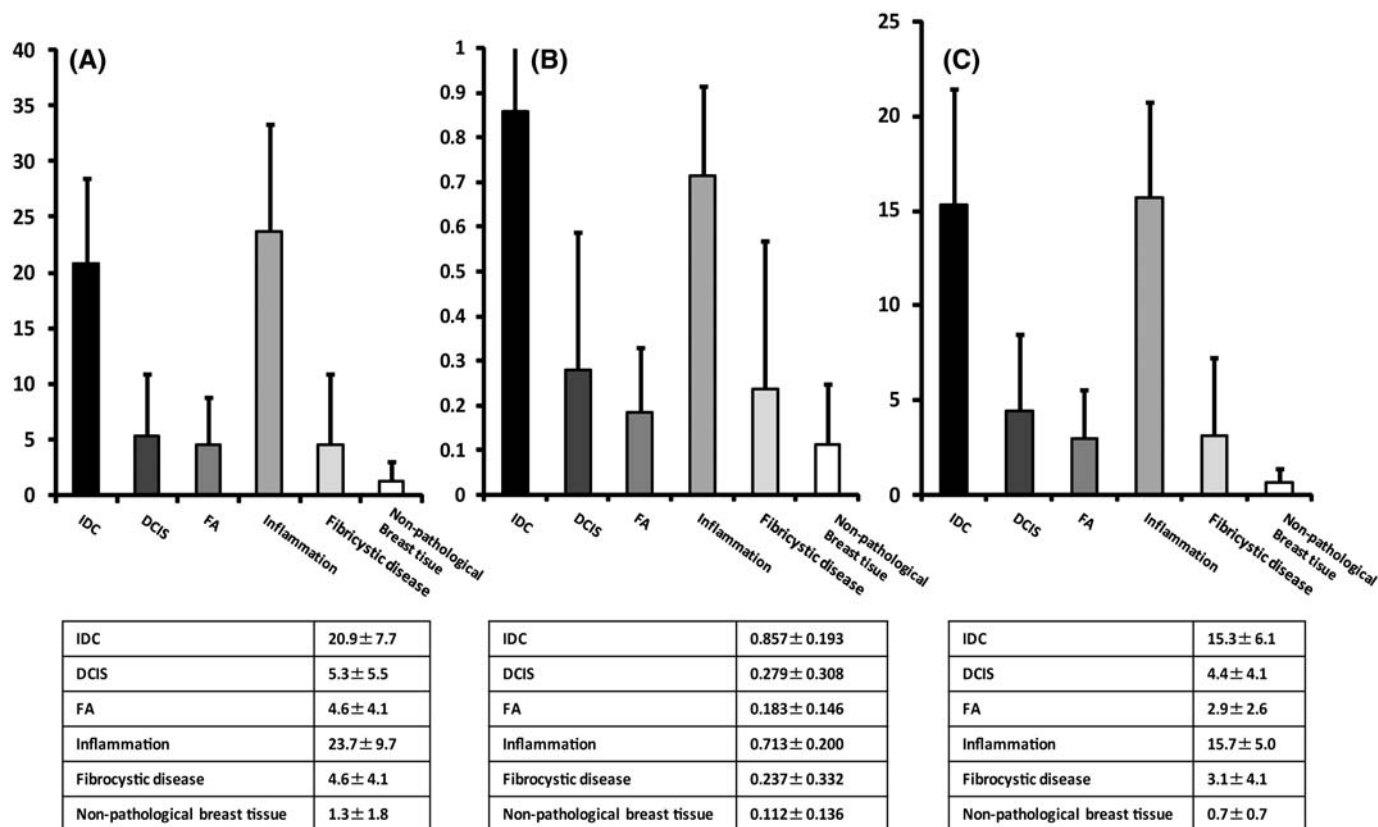 (A)
40
35
30
25
20
15
10
5
0
IDC
DCIS
FA
Inflammation
Fibricystic disease
Non-pathological
Breast tisue
IDC 20.9±7.7
DCIS 5.3±5.5
FA 4.6±4.1
Inflammation 23.7±9.7
Fibrocystic disease 4.6±4.1
Non-pathological breast tissue 1.3±1.8
(B)
1
0.9
0.8
0.7
0.6
0.5
0.4
0.3
0.2
0.1
0
IDC
DCIS
FA
Inflammation
Fibricystic disease
Non-pathological
Breast tisue
IDC 0.857±0.193
DCIS 0.279±0.308
FA 0.183±0.146
Inflammation 0.713±0.200
Fibrocystic disease 0.237±0.332
Non-pathological breast tissue 0.112±0.136
(C)
25
20
15
10
5
0
IDC
DCIS
FA
Inflammation
Fibricystic disease
Non-pathological
Breast tisue
IDC 15.3±6.1
DCIS 4.4±4.1
FA 2.9±2.6
Inflammation 15.7±5.0
Fibrocystic disease 3.1±4.1
Non-pathological breast tissue 0.7±0.7